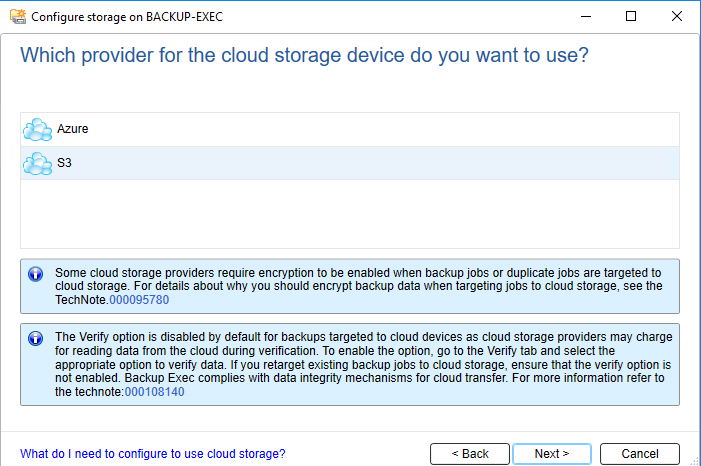 Configure storage on BACKUP-EXEC
Which provider for the cloud storage device do you want to use?
Azure
S3
Some cloud storage providers require encryption to be enabled when backup jobs or duplicate jobs are targeted to
cloud storage. For details about why you should encrypt backup data when targeting jobs to cloud storage, see the
TechNote.000095780
The Verify option is disabled by default for backups targeted to cloud devices as cloud storage providers may charge
for reading data from the cloud during verification. To enable the option, go to the Verify tab and select the
appropriate option to verify data. If you retarget existing backup jobs to cloud storage, ensure that the verify option is
not enabled. Backup Exec complies with data integrity mechanisms for cloud transfer. For more information refer to
the technote:000108140
What do I need to configure to use cloud storage?
< Back
Next >
Cancel